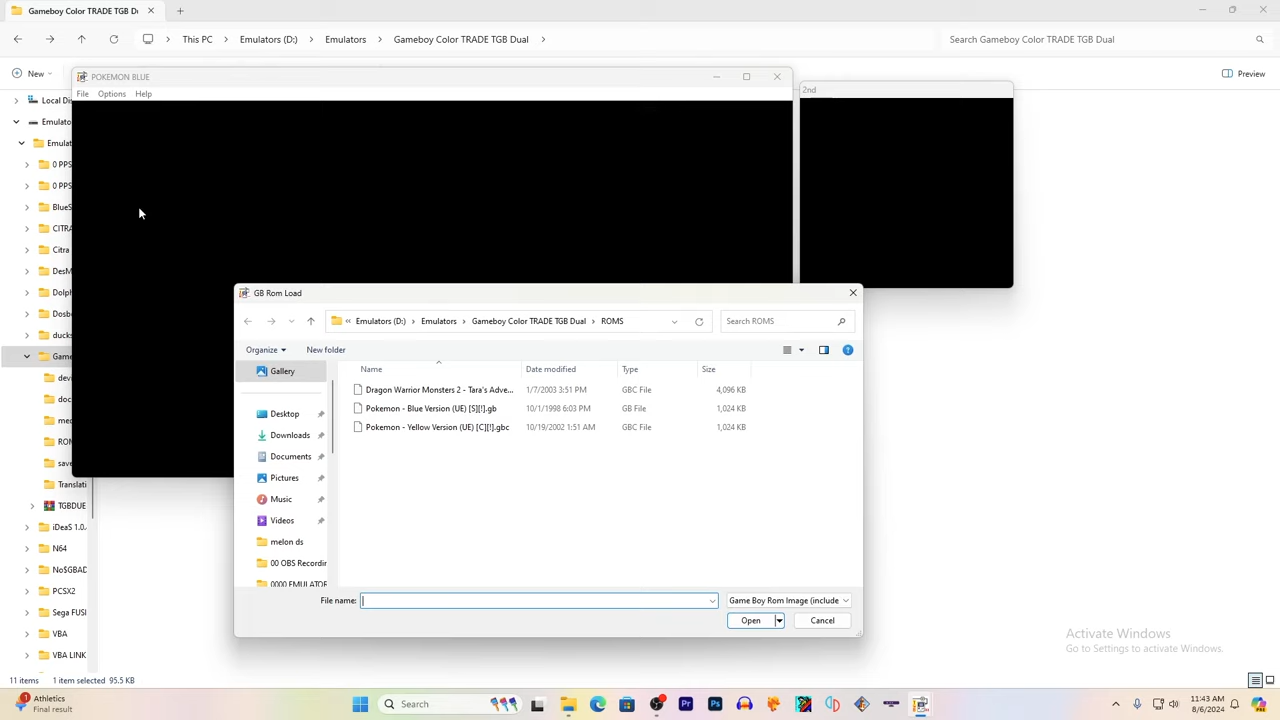 Gameboy Color TRADE TGB D
This PC
Emulators (D:)
Emulators
Gameboy Color TRADE TGB Dual
Search Gameboy Color TRADE TGB Dual
New
Preview
POKEMON BLUE
File
Options
Help
2nd
Local Di
Emulato
Emulat
0 PPS
0 PPS
BlueS
CITRA
Citra
DesM
Dolph
Dosb
ducks
Game
dev
doc
me
RO
save
Translati
TGBDUE
iDeaS 1.0.
N64
No$GBAD
PCSX2
Sega FUSI
VBA
VBA LINK
GB Rom Load
Emulators (D:)
Emulators
Gameboy Color TRADE TGB Dual
ROMS
Search ROMS
Organize
New folder
Gallery
Desktop
Downloads
Documents
Pictures
Music
Videos
melon ds
00 OBS Recordin
0000 EMULATOR
Name
Date modified
Type
Size
Dragon Warrior Monsters 2 - Tara's Adve...
1/7/2003 3:51 PM
GBC File
4,096 KB
Pokemon - Blue Version (UE) [S][!].gb
10/1/1998 6:03 PM
GB File
1,024 KB
Pokemon - Yellow Version (UE) [C][!].gbc
10/19/2002 1:51 AM
GBC File
1,024 KB
File name:
Game Boy Rom Image (include
Open
Cancel
Activate Windows
Go to Settings to activate Windows.
11 items
1 item selected 95.5 KB
Athletics
Final result
Search
11:43 AM
8/6/2024